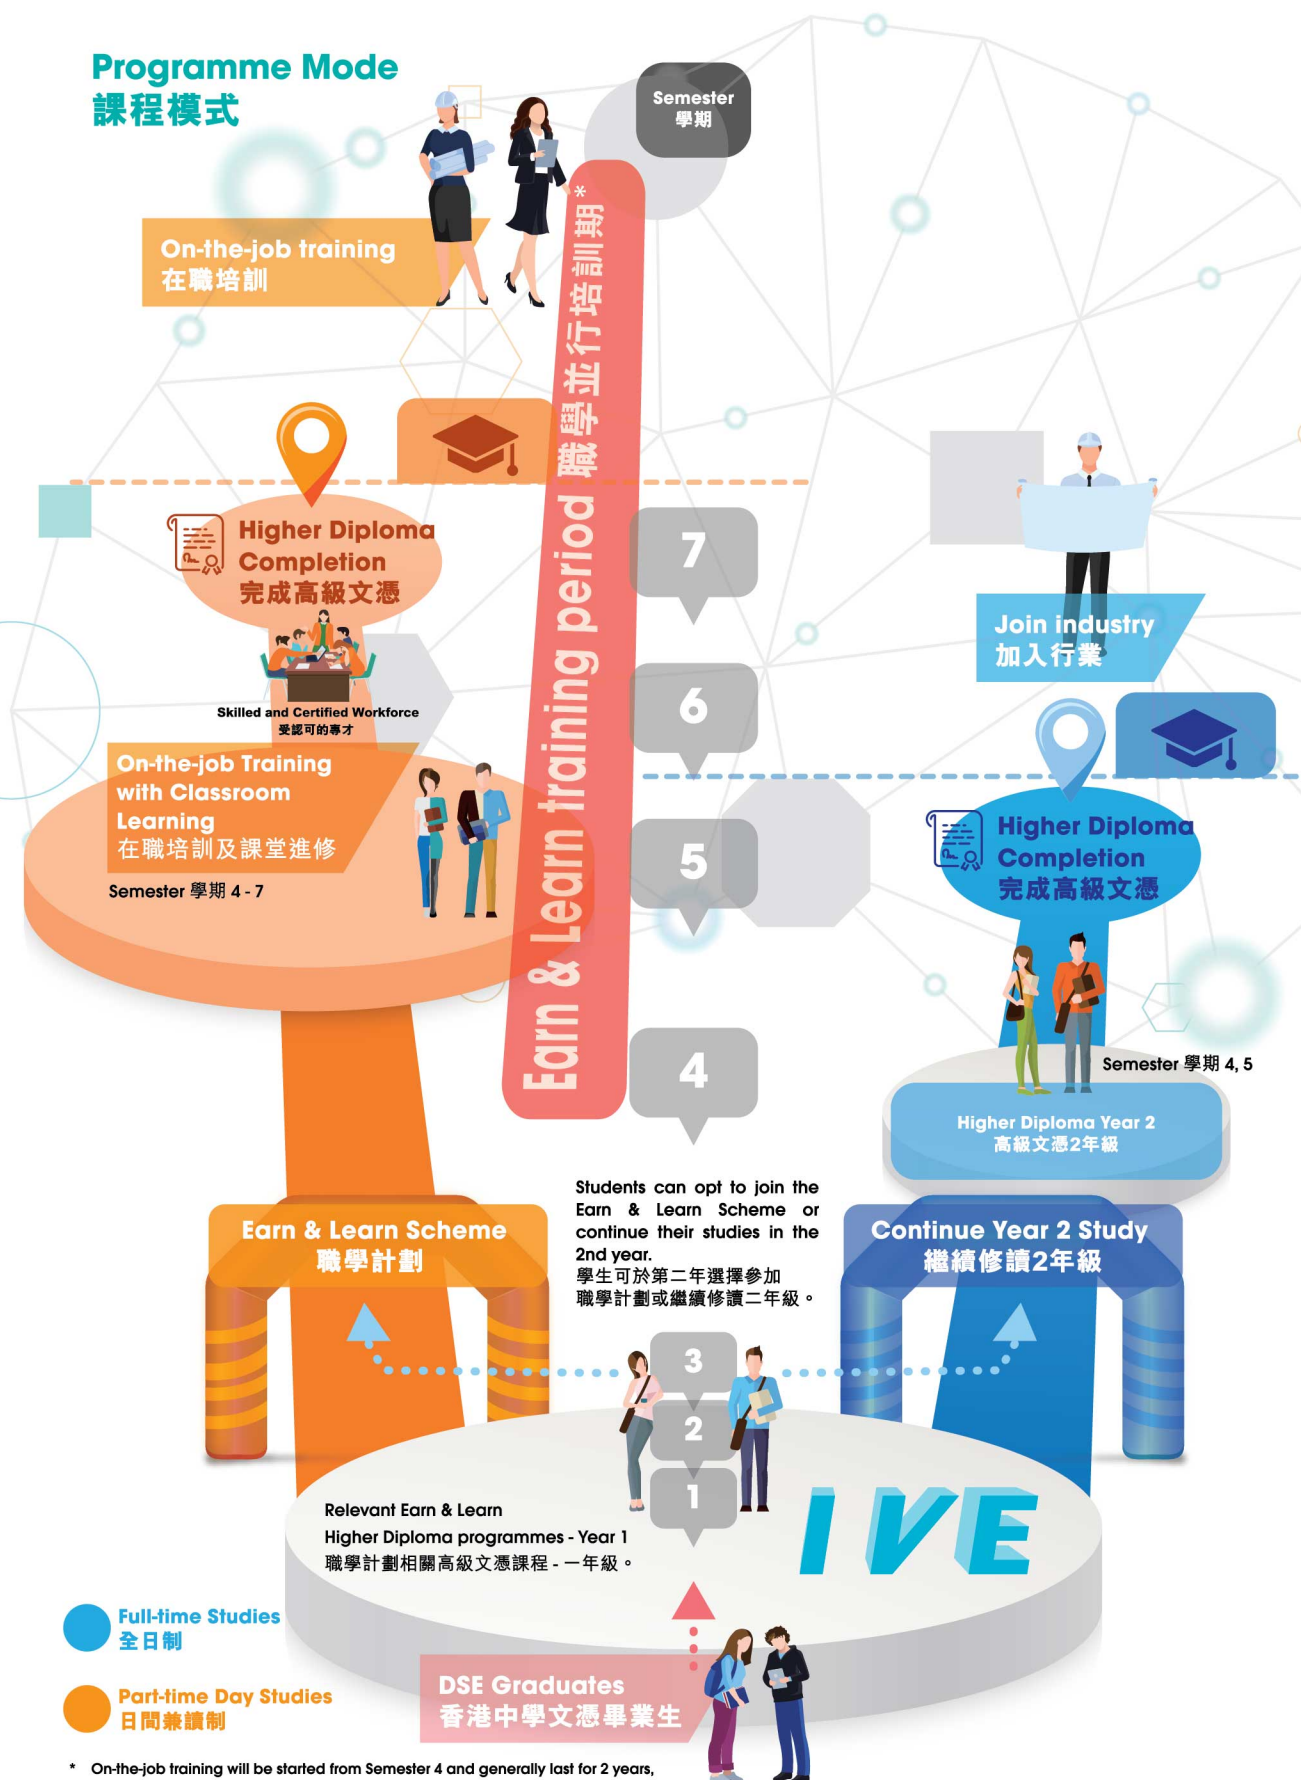 Programme Mode
課程模式
Semester
學期
On-the-job training
在職培訓
Earn & Learn training period 職學並行培訓期*
Higher Diploma
Completion
完成高級文憑
7
Join industry
加入行業
Skilled and Certified Workforce
受認可的專才
6
On-the-job Training
with Classroom
Learning
在職培訓及課堂進修
Semester 學期 4 - 7
5
Higher Diploma
Completion
完成高級文憑
4
Semester 學期 4, 5
Higher Diploma Year 2
高級文憑2年級
Students can opt to join the
Earn & Learn Scheme or
continue their studies in the
2nd year.
學生可於第二年選擇參加
職學計劃或繼續修讀二年級。
Earn & Learn Scheme
職學計劃
Continue Year 2 Study
繼續修讀2年級
3
2
1
Relevant Earn & Learn
Higher Diploma programmes - Year 1
職學計劃相關高級文憑課程 - 一年級。
IVE
Full-time Studies
全日制
Part-time Day Studies
日間兼讀制
DSE Graduates
香港中學文憑畢業生
* On-the-job training will be started from Semester 4 and generally last for 2 years,